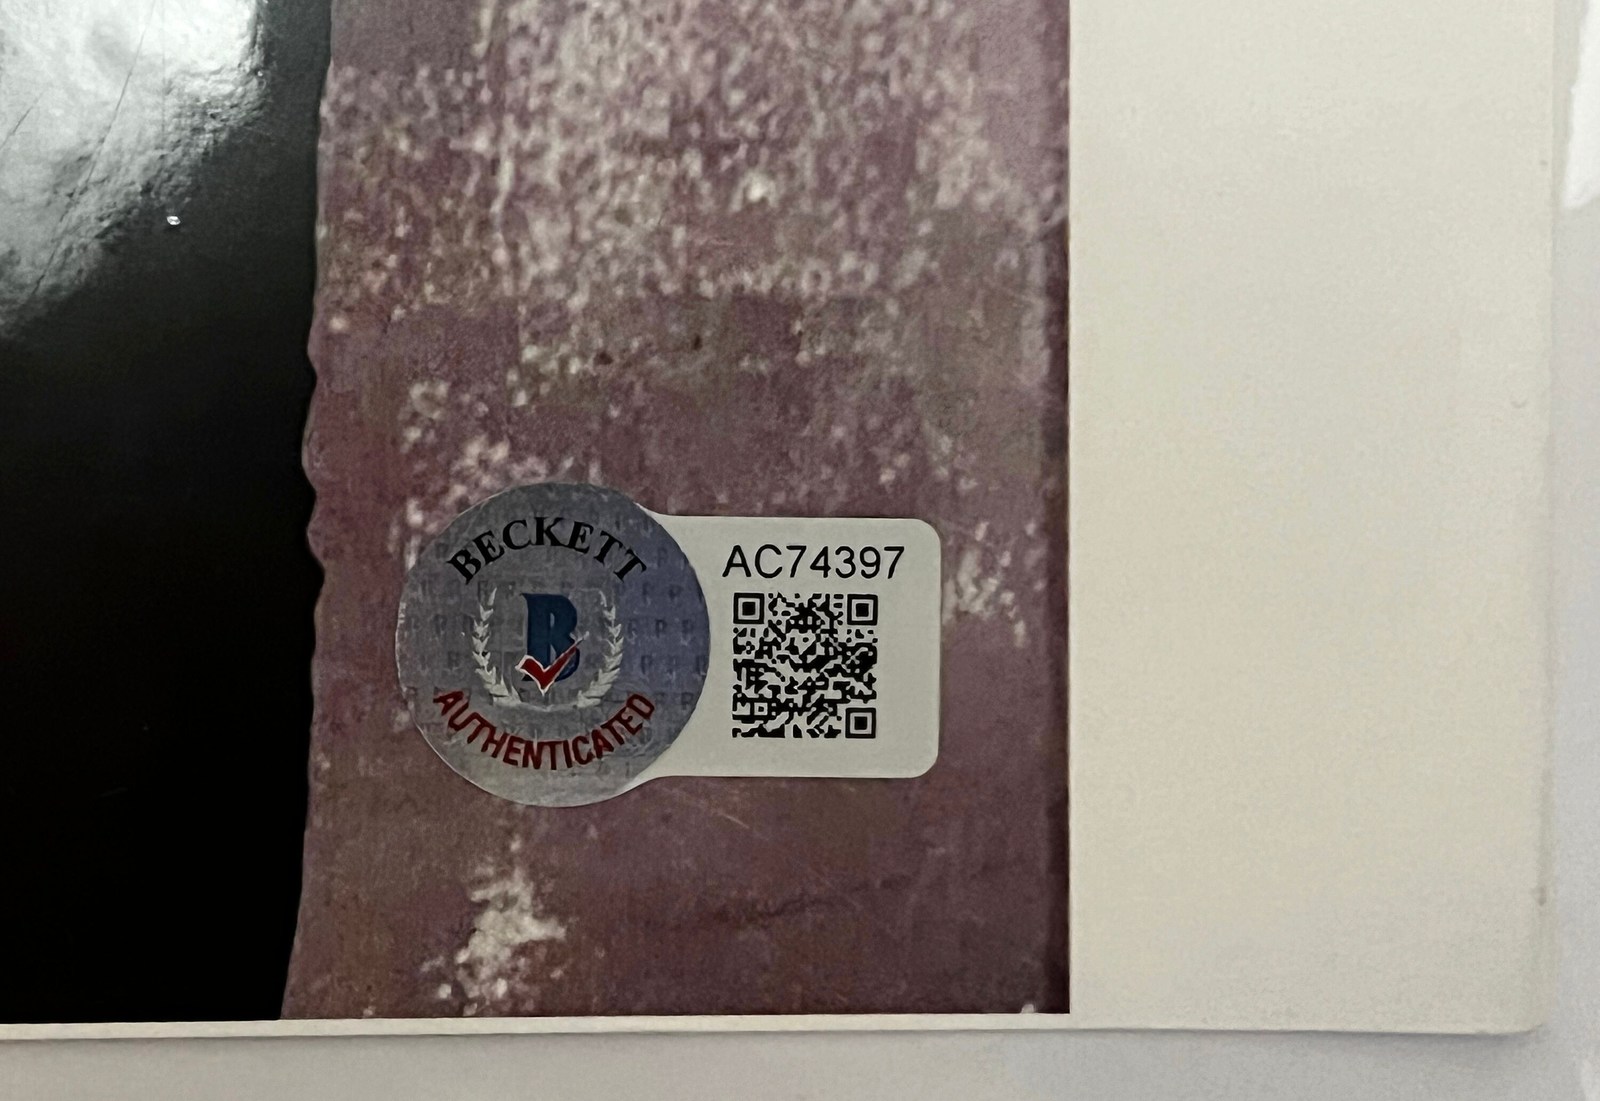 BECKETT
B
AUTHENTICATED
AC74397